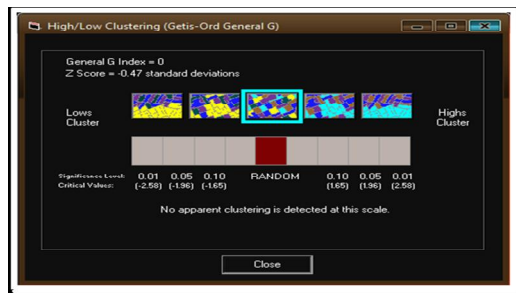 High/Low Clustering (Getis-Ord General G)
General G Index = 0
Z Score = -0.47 standard deviations
Lows
Cluster
Highs
Cluster
Significance Level: 0.01 0.05 0.10 RANDOM 0.10 0.05 0.01
Critical Values: (-2.58) (-1.96) (-1.65) (1.65) (1.96) (2.58)
No apparent clustering is detected at this scale.
Close